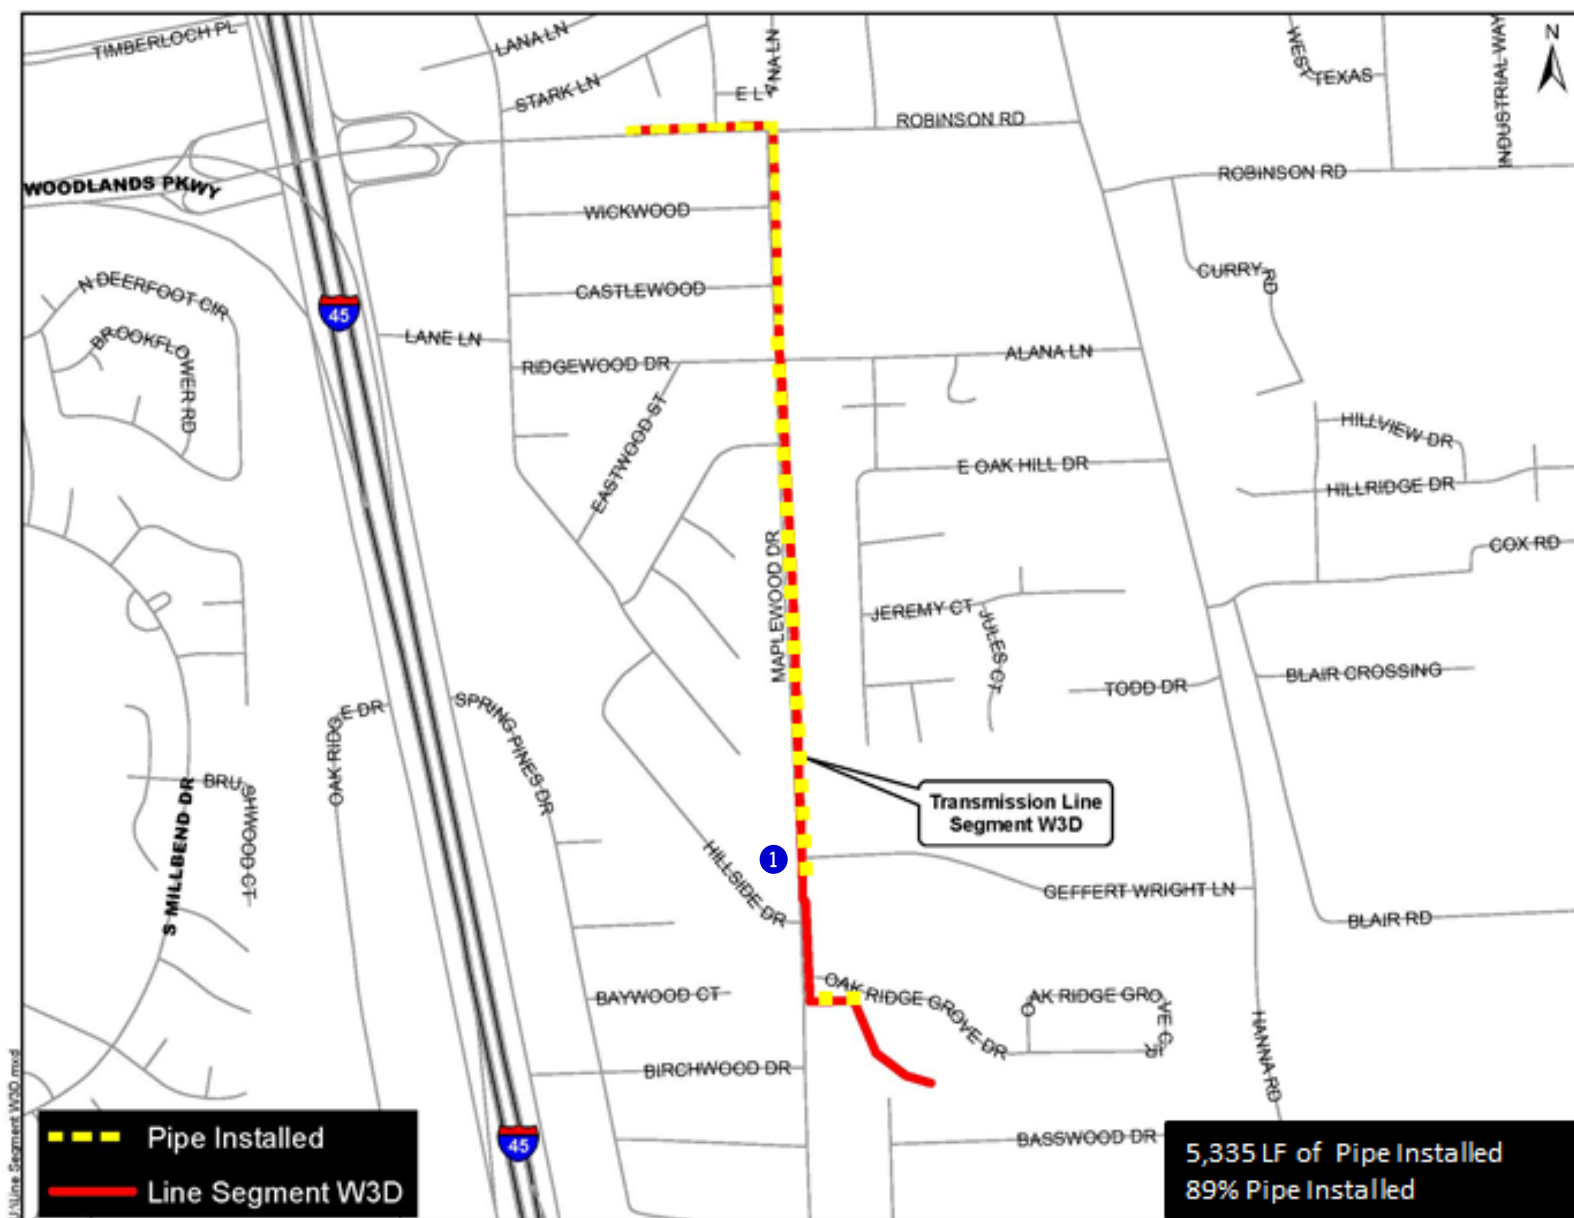 TIMBERLOCH PL
LANA LN
NA LN
WEST
TEXAS
INDUSTRIAL WAY
N
STARK LN
E L
ROBINSON RD
WOODLANDS PKWY
ROBINSON RD
WICKWOOD
N DEERFOOT CIR
CASTLEWOOD
CURRY RD
45
BROOKFLOWER RD
LANE LN
RIDGEWOOD DR
ALANA LN
EASTWOOD ST
HILLVIEW DR
E OAK HILL DR
HILLRIDGE DR
COX RD
MAPLEWOOD DR
JEREMY CT
JULES CT
BLAIR CROSSING
TODD DR
OAK RIDGE DR
SPRING PINES DR
BRUSHWOOD CT
S MILLBEND DR
Transmission Line
Segment W3D
1
HILLSIDE DR
GEFFERT WRIGHT LN
BLAIR RD
BAYWOOD CT
OAK RIDGE GROVE DR
OAK RIDGE GROVE CIR
HANNA RD
BIRCHWOOD DR
BASSWOOD DR
45
Pipe Installed
Line Segment W3D
5,335 LF of Pipe Installed
89% Pipe Installed